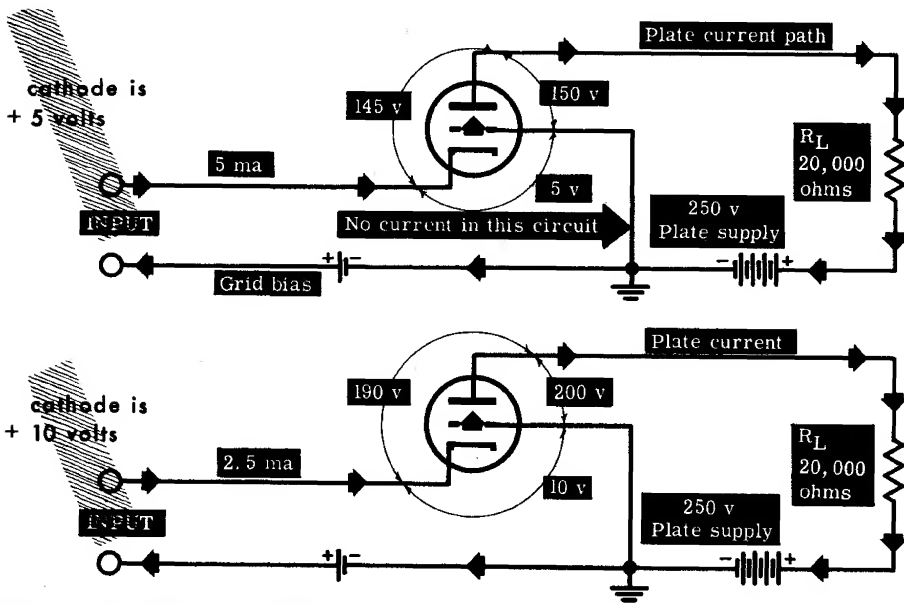 Plate current path
cathode is
+ 5 volts
145 v
150 v
5 ma
5 v
R_L
20,000
ohms
INPUT
No current in this circuit
250 v
Plate supply
+ -
- +
Grid bias
Plate current
cathode is
+ 10 volts
190 v
200 v
2.5 ma
10 v
R_L
20,000
ohms
INPUT
250 v
Plate supply
+ -
- +